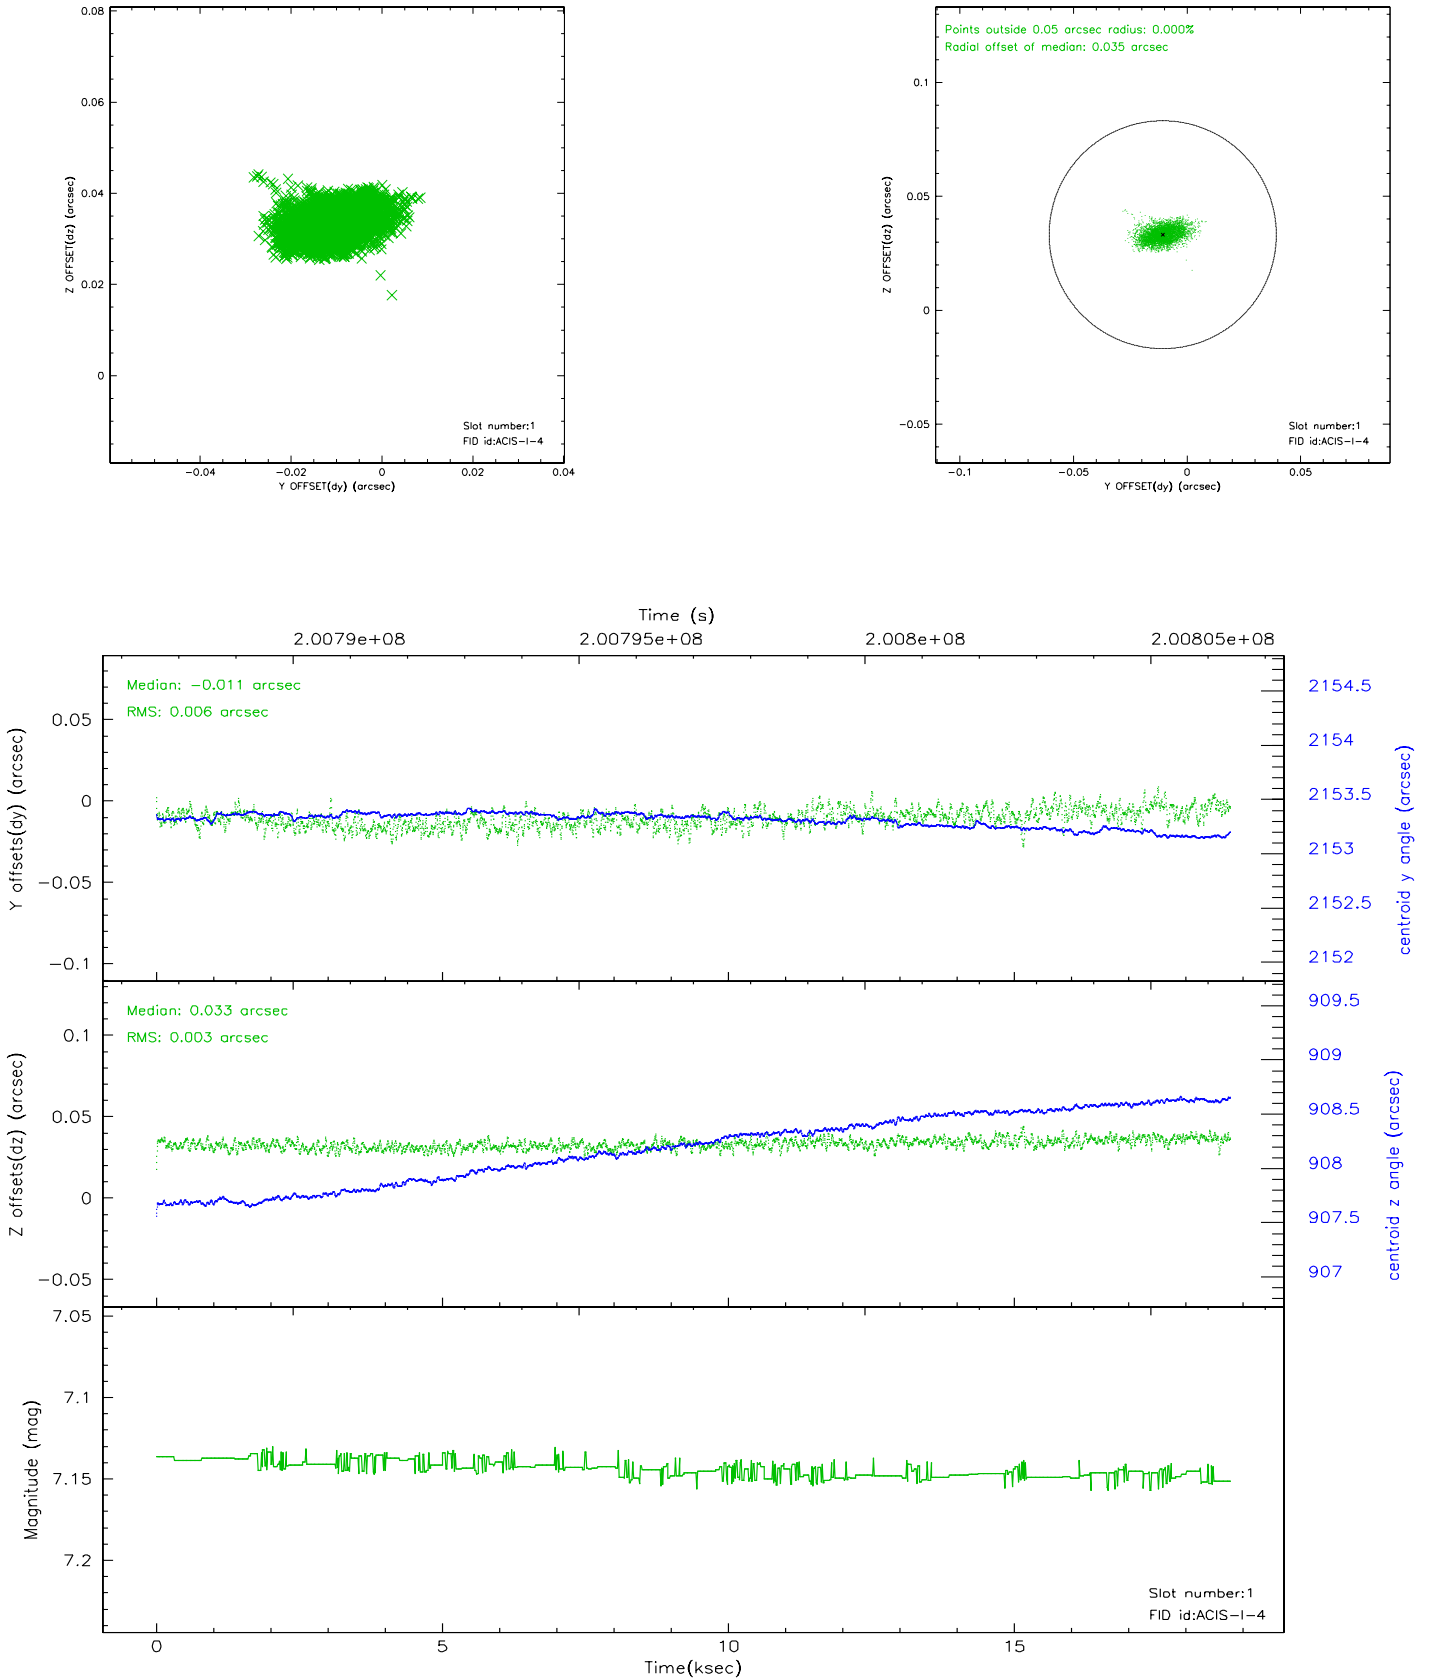 0.08
0.06
0.04
0.02
0
Z OFFSET(dz) (arcsec)
Slot number:1
FID id:ACIS-I-4
-0.04 -0.02 0 0.02 0.04
Y OFFSET(dy) (arcsec)
Points outside 0.05 arcsec radius: 0.000%
Radial offset of median: 0.035 arcsec
0.1
0.05
0
-0.05
Z OFFSET(dz) (arcsec)
Slot number:1
FID id:ACIS-I-4
-0.1 -0.05 0 0.05
Y OFFSET(dy) (arcsec)
Time (s)
2.0079e+08 2.00795e+08 2.008e+08 2.00805e+08
Median: -0.011 arcsec
RMS: 0.006 arcsec
0.05
0
-0.05
-0.1
Y offsets(dy) (arcsec)
2154.5
2154
2153.5
2153
2152.5
2152
centroid y angle (arcsec)
Median: 0.033 arcsec
RMS: 0.003 arcsec
0.1
0.05
0
-0.05
Z offsets(dz) (arcsec)
909.5
909
908.5
908
907.5
907
centroid z angle (arcsec)
7.05
7.1
7.15
7.2
Magnitude (mag)
Slot number:1
FID id:ACIS-I-4
0 5 10 15
Time(ksec)